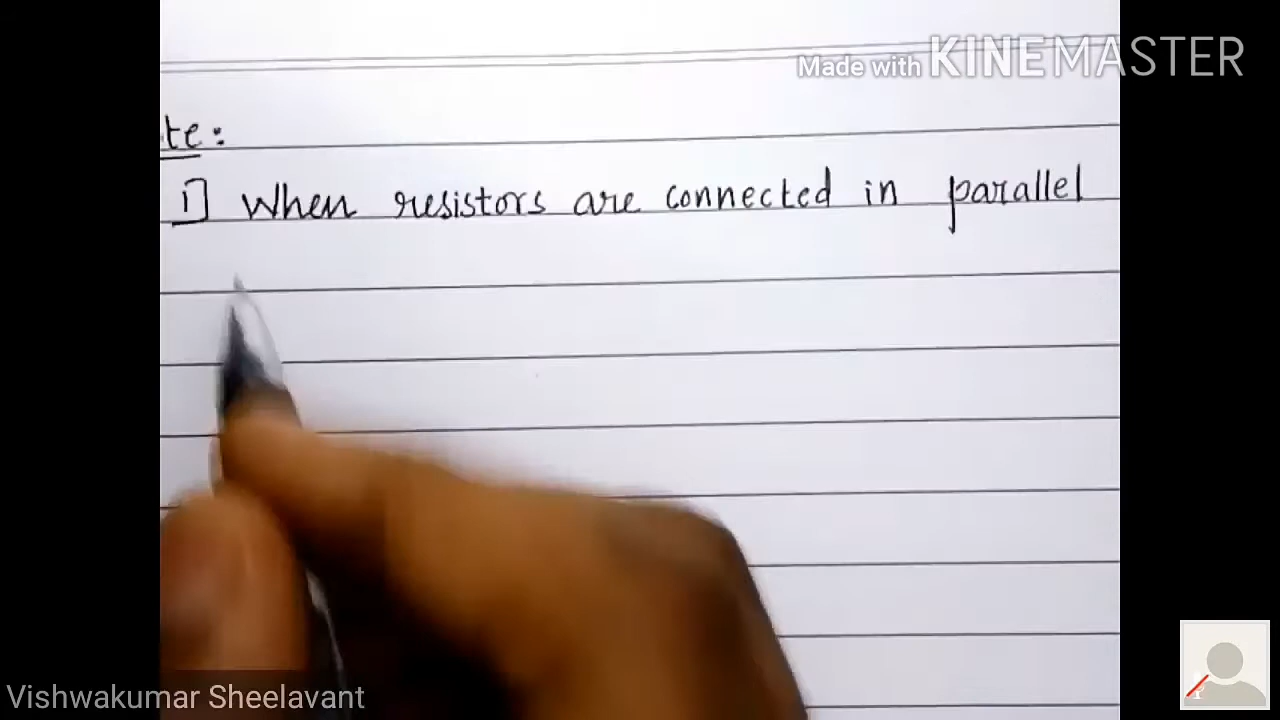 Made with KINEMASTER
te:
1] When resistors are connected in parallel
Vishwakumar Sheelavant